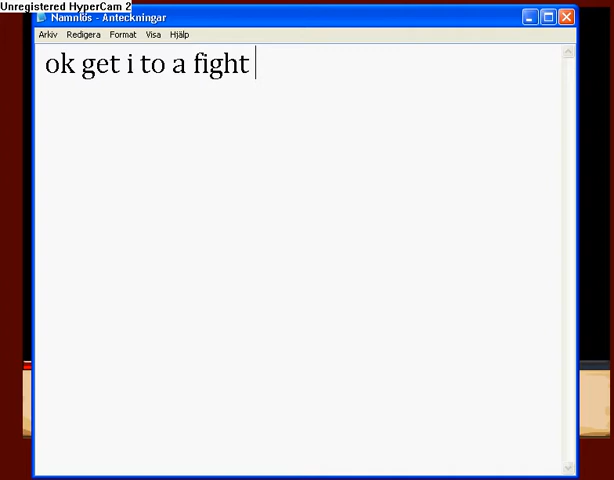 Unregistered HyperCam 2
Namnlös - Anteckningar
Arkiv Redigera Format Visa Hjälp
ok get i to a fight